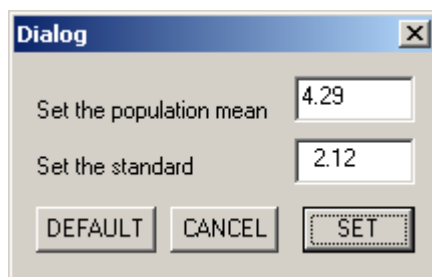 Dialog
Set the population mean 4.29
Set the standard 2.12
DEFAULT CANCEL SET